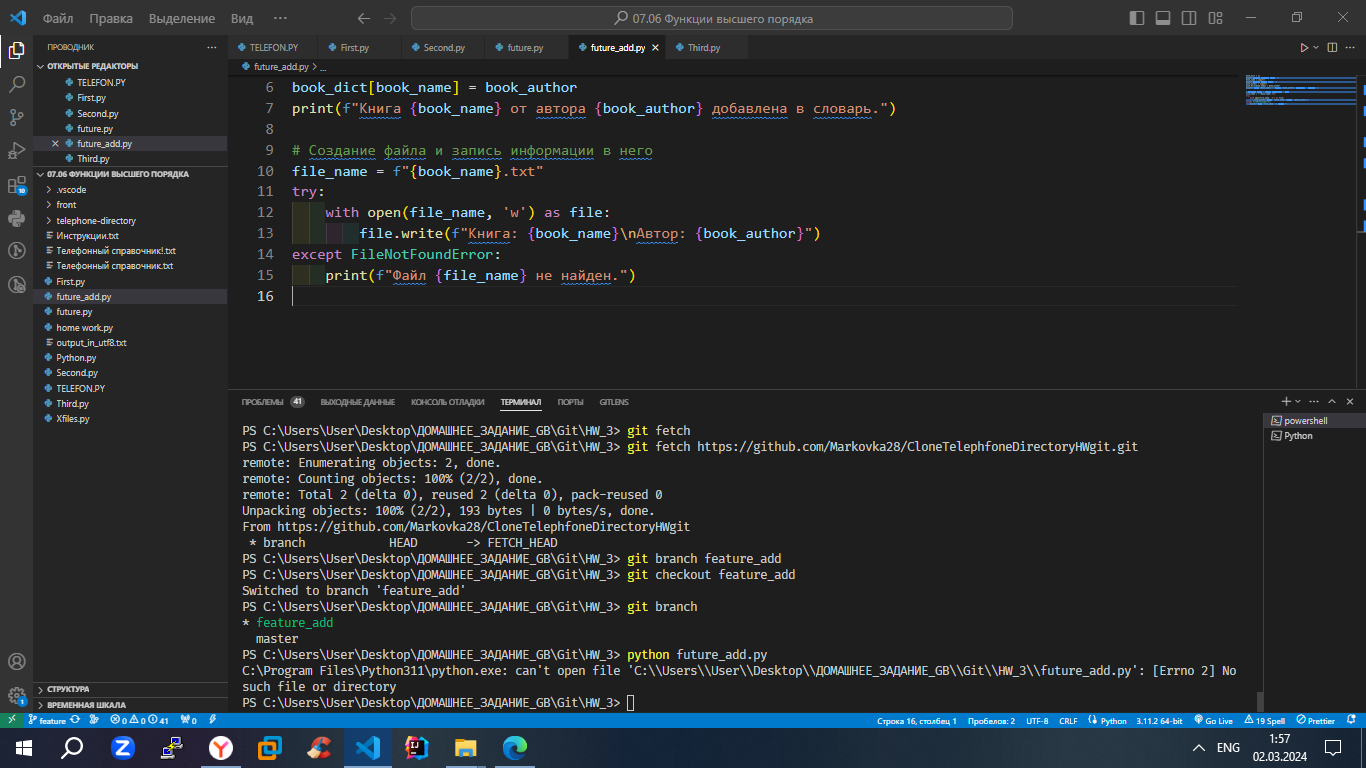 Файл Правка Выделение Вид ··· 07.06 Функции высшего порядка
ПРОВОДНИК ···
ОТКРЫТЫЕ РЕДАКТОРЫ
TELEFON.PY
First.py
Second.py
future.py
future_add.py
Third.py
07.06 ФУНКЦИИ ВЫСШЕГО ПОРЯДКА
.vscode
front
telephone-directory
Инструкции.txt
Телефонный справочник!.txt
Телефонный справочник.txt
First.py
future_add.py
future.py
home work.py
output_in_utf8.txt
Python.py
Second.py
TELEFON.PY
Third.py
Xfiles.py
СТРУКТУРА
ВРЕМЕННАЯ ШКАЛА
TELEFON.PY First.py Second.py future.py future_add.py Third.py
future_add.py > ...
6 book_dict[book_name] = book_author
7 print(f"Книга {book_name} от автора {book_author} добавлена в словарь.")
8
9 # Создание файла и запись информации в него
10 file_name = f"{book_name}.txt"
11 try:
12 with open(file_name, 'w') as file:
13 file.write(f"Книга: {book_name}\nАвтор: {book_author}")
14 except FileNotFoundError:
15 print(f"Файл {file_name} не найден.")
16
ПРОБЛЕМЫ 41 ВЫХОДНЫЕ ДАННЫЕ КОНСОЛЬ ОТЛАДКИ ТЕРМИНАЛ ПОРТЫ GITLENS
powershell
Python
PS C:\Users\User\Desktop\ДОМАШНЕЕ_ЗАДАНИЕ_GB\Git\HW_3> git fetch
PS C:\Users\User\Desktop\ДОМАШНЕЕ_ЗАДАНИЕ_GB\Git\HW_3> git fetch https://github.com/Markovka28/CloneTelephfoneDirectoryHWgit.git
remote: Enumerating objects: 2, done.
remote: Counting objects: 100% (2/2), done.
remote: Total 2 (delta 0), reused 2 (delta 0), pack-reused 0
Unpacking objects: 100% (2/2), 193 bytes | 0 bytes/s, done.
From https://github.com/Markovka28/CloneTelephfoneDirectoryHWgit
* branch HEAD -> FETCH_HEAD
PS C:\Users\User\Desktop\ДОМАШНЕЕ_ЗАДАНИЕ_GB\Git\HW_3> git branch feature_add
PS C:\Users\User\Desktop\ДОМАШНЕЕ_ЗАДАНИЕ_GB\Git\HW_3> git checkout feature_add
Switched to branch 'feature_add'
PS C:\Users\User\Desktop\ДОМАШНЕЕ_ЗАДАНИЕ_GB\Git\HW_3> git branch
* feature_add
master
PS C:\Users\User\Desktop\ДОМАШНЕЕ_ЗАДАНИЕ_GB\Git\HW_3> python future_add.py
C:\Program Files\Python311\python.exe: can't open file 'C:\\Users\\User\\Desktop\\ДОМАШНЕЕ_ЗАДАНИЕ_GB\\Git\\HW_3\\future_add.py': [Errno 2] No
such file or directory
PS C:\Users\User\Desktop\ДОМАШНЕЕ_ЗАДАНИЕ_GB\Git\HW_3>
feature 0 0 41 0 Строка 16, столбец 1 Пробелов: 2 UTF-8 CRLF Python 3.11.2 64-bit Go Live 19 Spell Prettier
ENG 1:57
02.03.2024